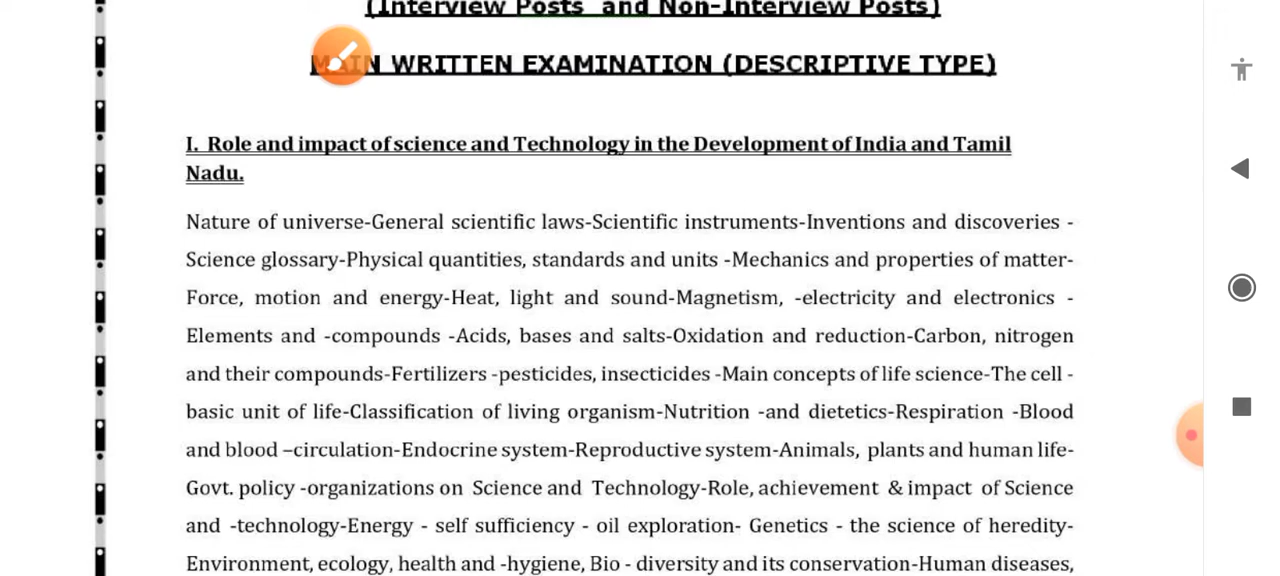 (Interview Posts and Non-Interview Posts)
MAIN WRITTEN EXAMINATION (DESCRIPTIVE TYPE)
I. Role and impact of science and Technology in the Development of India and Tamil
Nadu.
Nature of universe-General scientific laws-Scientific instruments-Inventions and discoveries -
Science glossary-Physical quantities, standards and units -Mechanics and properties of matter-
Force, motion and energy-Heat, light and sound-Magnetism, -electricity and electronics -
Elements and -compounds -Acids, bases and salts-Oxidation and reduction-Carbon, nitrogen
and their compounds-Fertilizers -pesticides, insecticides -Main concepts of life science-The cell -
basic unit of life-Classification of living organism-Nutrition -and dietetics-Respiration -Blood
and blood –circulation-Endocrine system-Reproductive system-Animals, plants and human life-
Govt. policy -organizations on Science and Technology-Role, achievement & impact of Science
and -technology-Energy - self sufficiency - oil exploration- Genetics - the science of heredity-
Environment, ecology, health and -hygiene, Bio - diversity and its conservation-Human diseases,